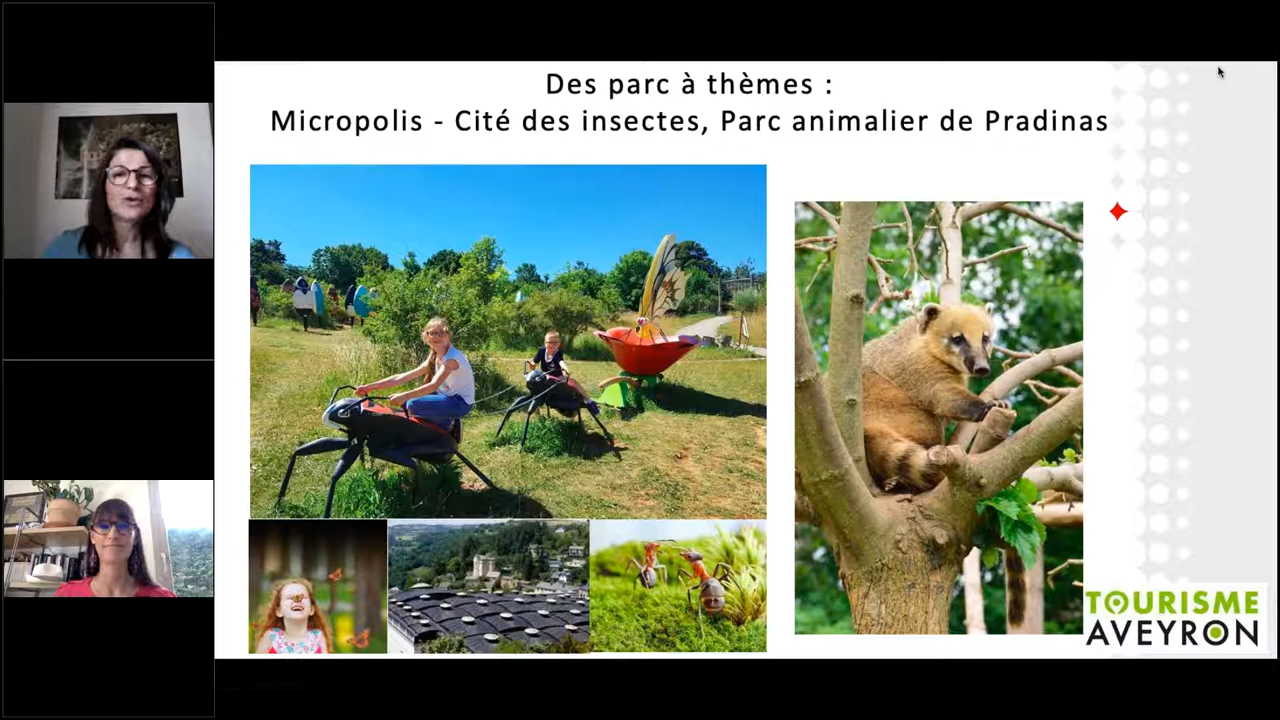 Des parc à thèmes :
Micropolis - Cité des insectes, Parc animalier de Pradinas
TOURISME
AVEYRON